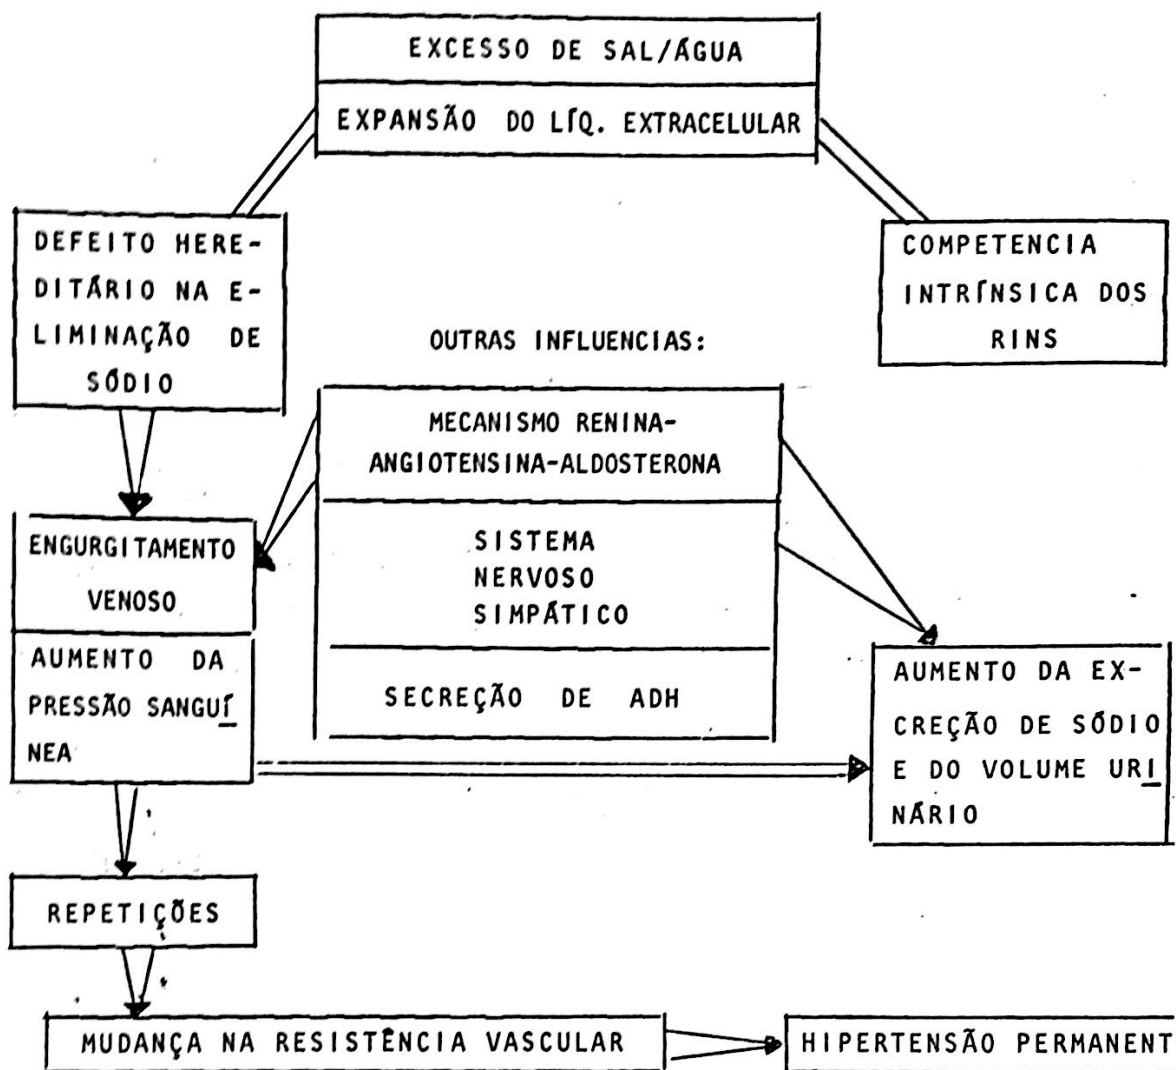 EXCESSO DE SAL/ÁGUA
EXPANSÃO DO LÍQ. EXTRACELULAR
DEFEITO HERE-
DITÁRIO NA E-
LIMINAÇÃO DE
SÓDIO
COMPETENCIA
INTRÍNSICA DOS
RINS
OUTRAS INFLUENCIAS:
MECANISMO RENINA-
ANGIOTENSINA-ALDOSTERONA
SISTEMA
NERVOSO
SIMPÁTICO
SECREÇÃO DE ADH
ENGURGITAMENTO
VENOSO
AUMENTO DA
PRESSÃO SANGUÍ
NEA
AUMENTO DA EX-
CREÇÃO DE SÓDIO
E DO VOLUME URI
NÁRIO
REPETIÇÕES
MUDANÇA NA RESISTÊNCIA VASCULAR
HIPERTENSÃO PERMANENT